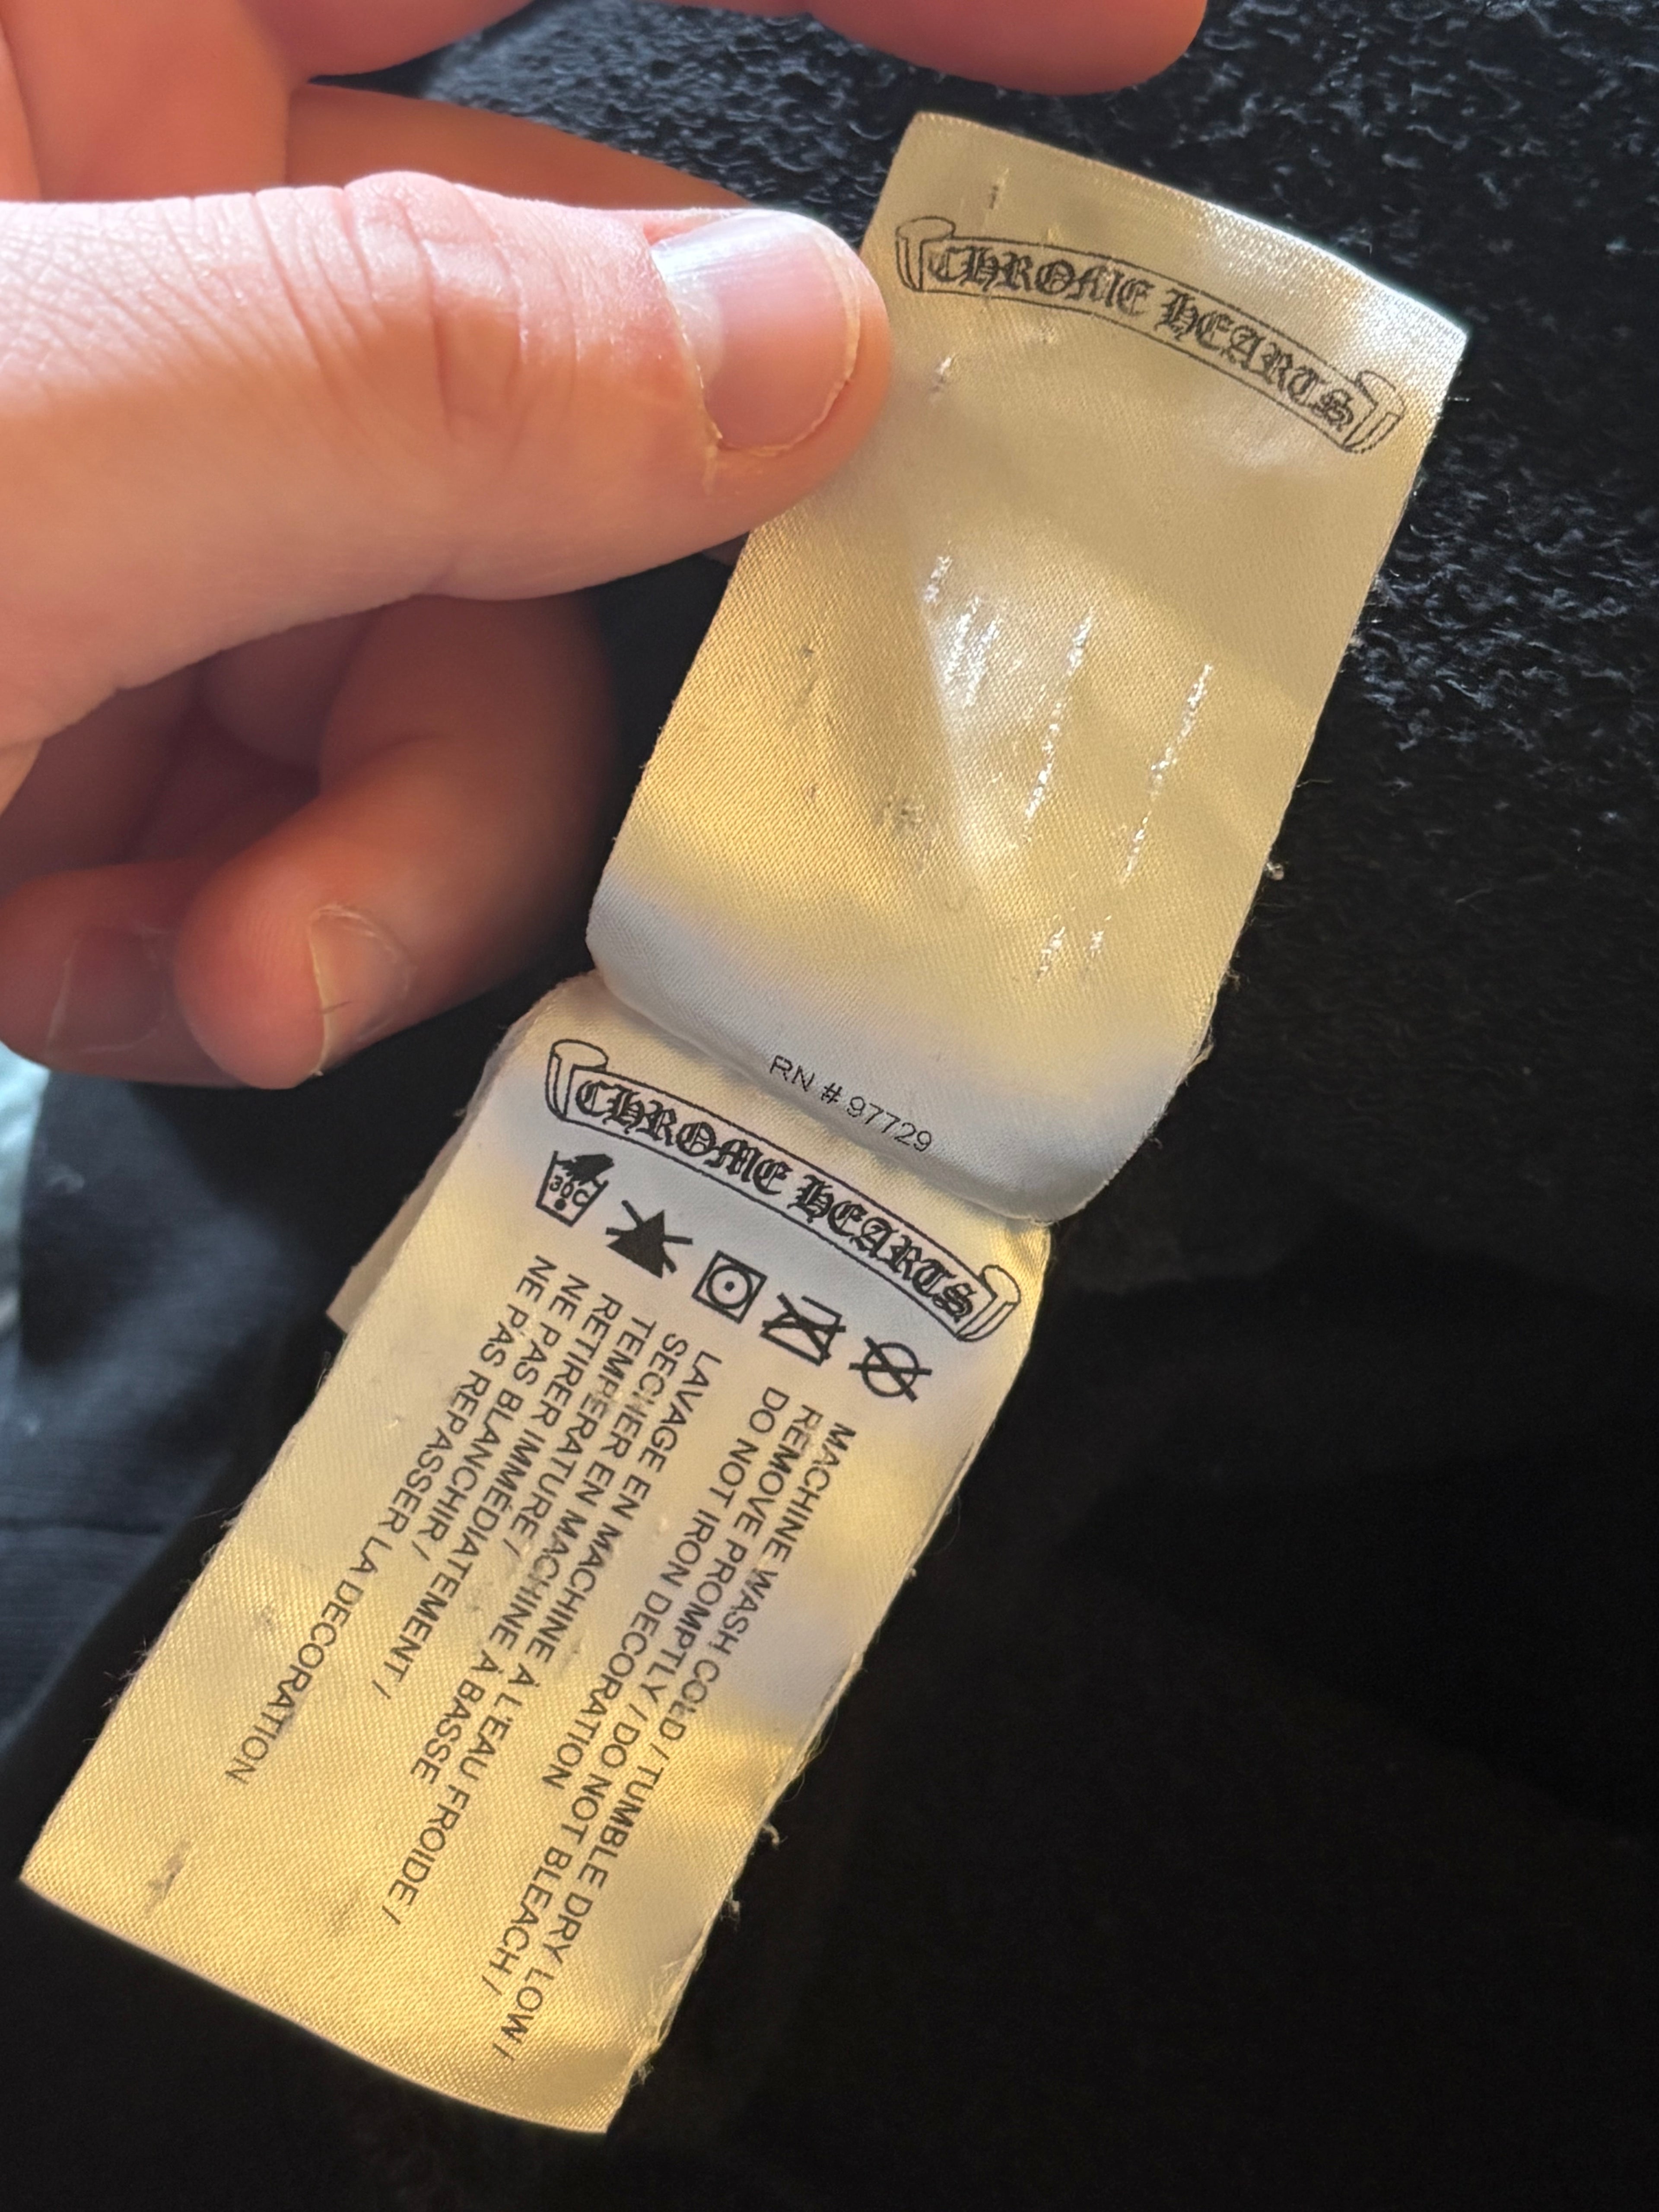 CHROME HEARTS
RN # 97729
CHROME HEARTS
30C
MACHINE WASH COLD / TUMBLE DRY LOW /
REMOVE PROMPTLY / DO NOT BLEACH /
DO NOT IRON DECORATION
LAVAGE EN MACHINE À L'EAU FROIDE /
SECHER EN MACHINE À BASSE
TEMPERATURE /
RETIRER IMMÉDIATEMENT /
NE PAS BLANCHIR /
NE PAS REPASSER LA DECORATION